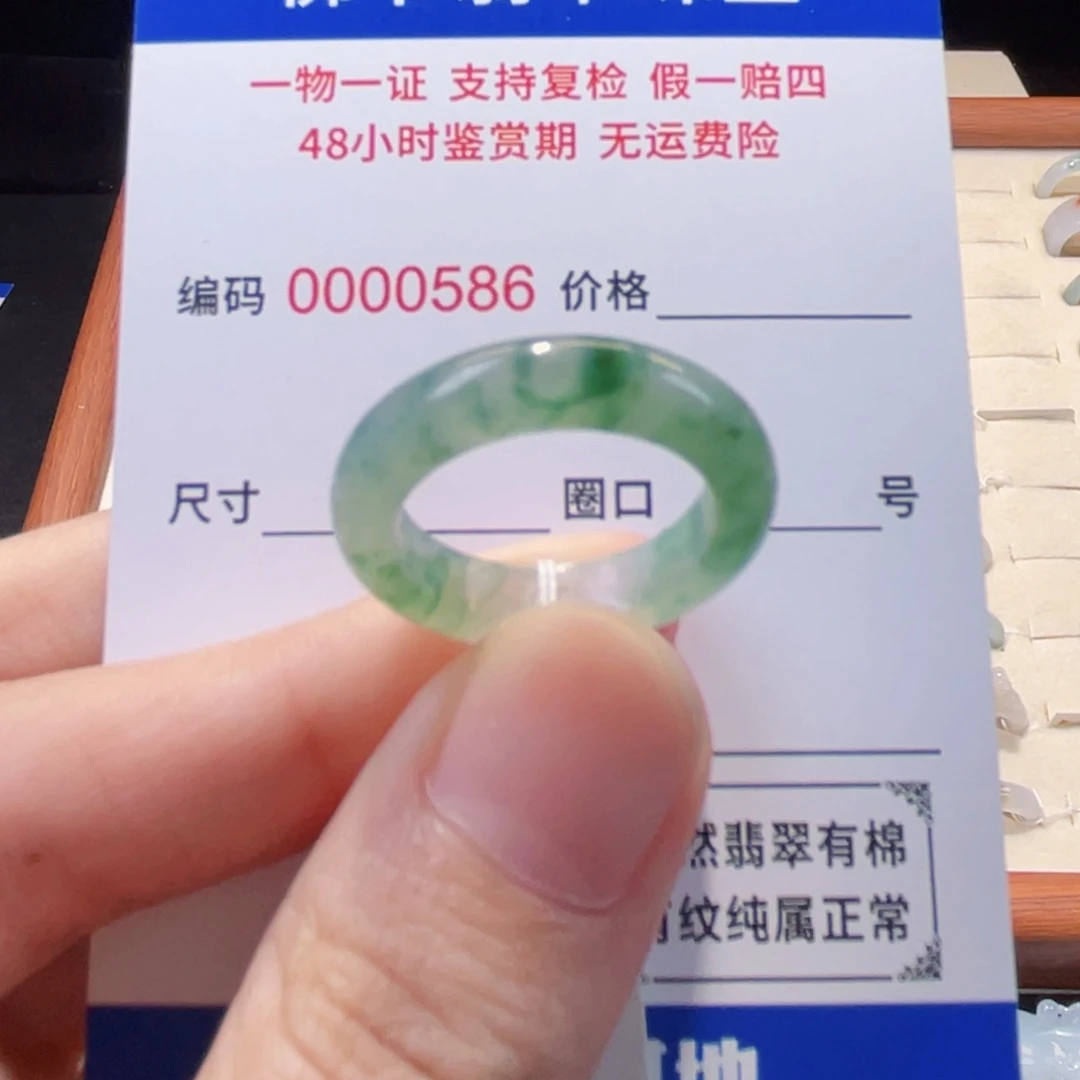 一物一证 支持复检 假一赔四
48小时鉴赏期 无运费险
编码 0000586 价格
尺寸 圈口 号
然翡翠有棉
有纹纯属正常
地